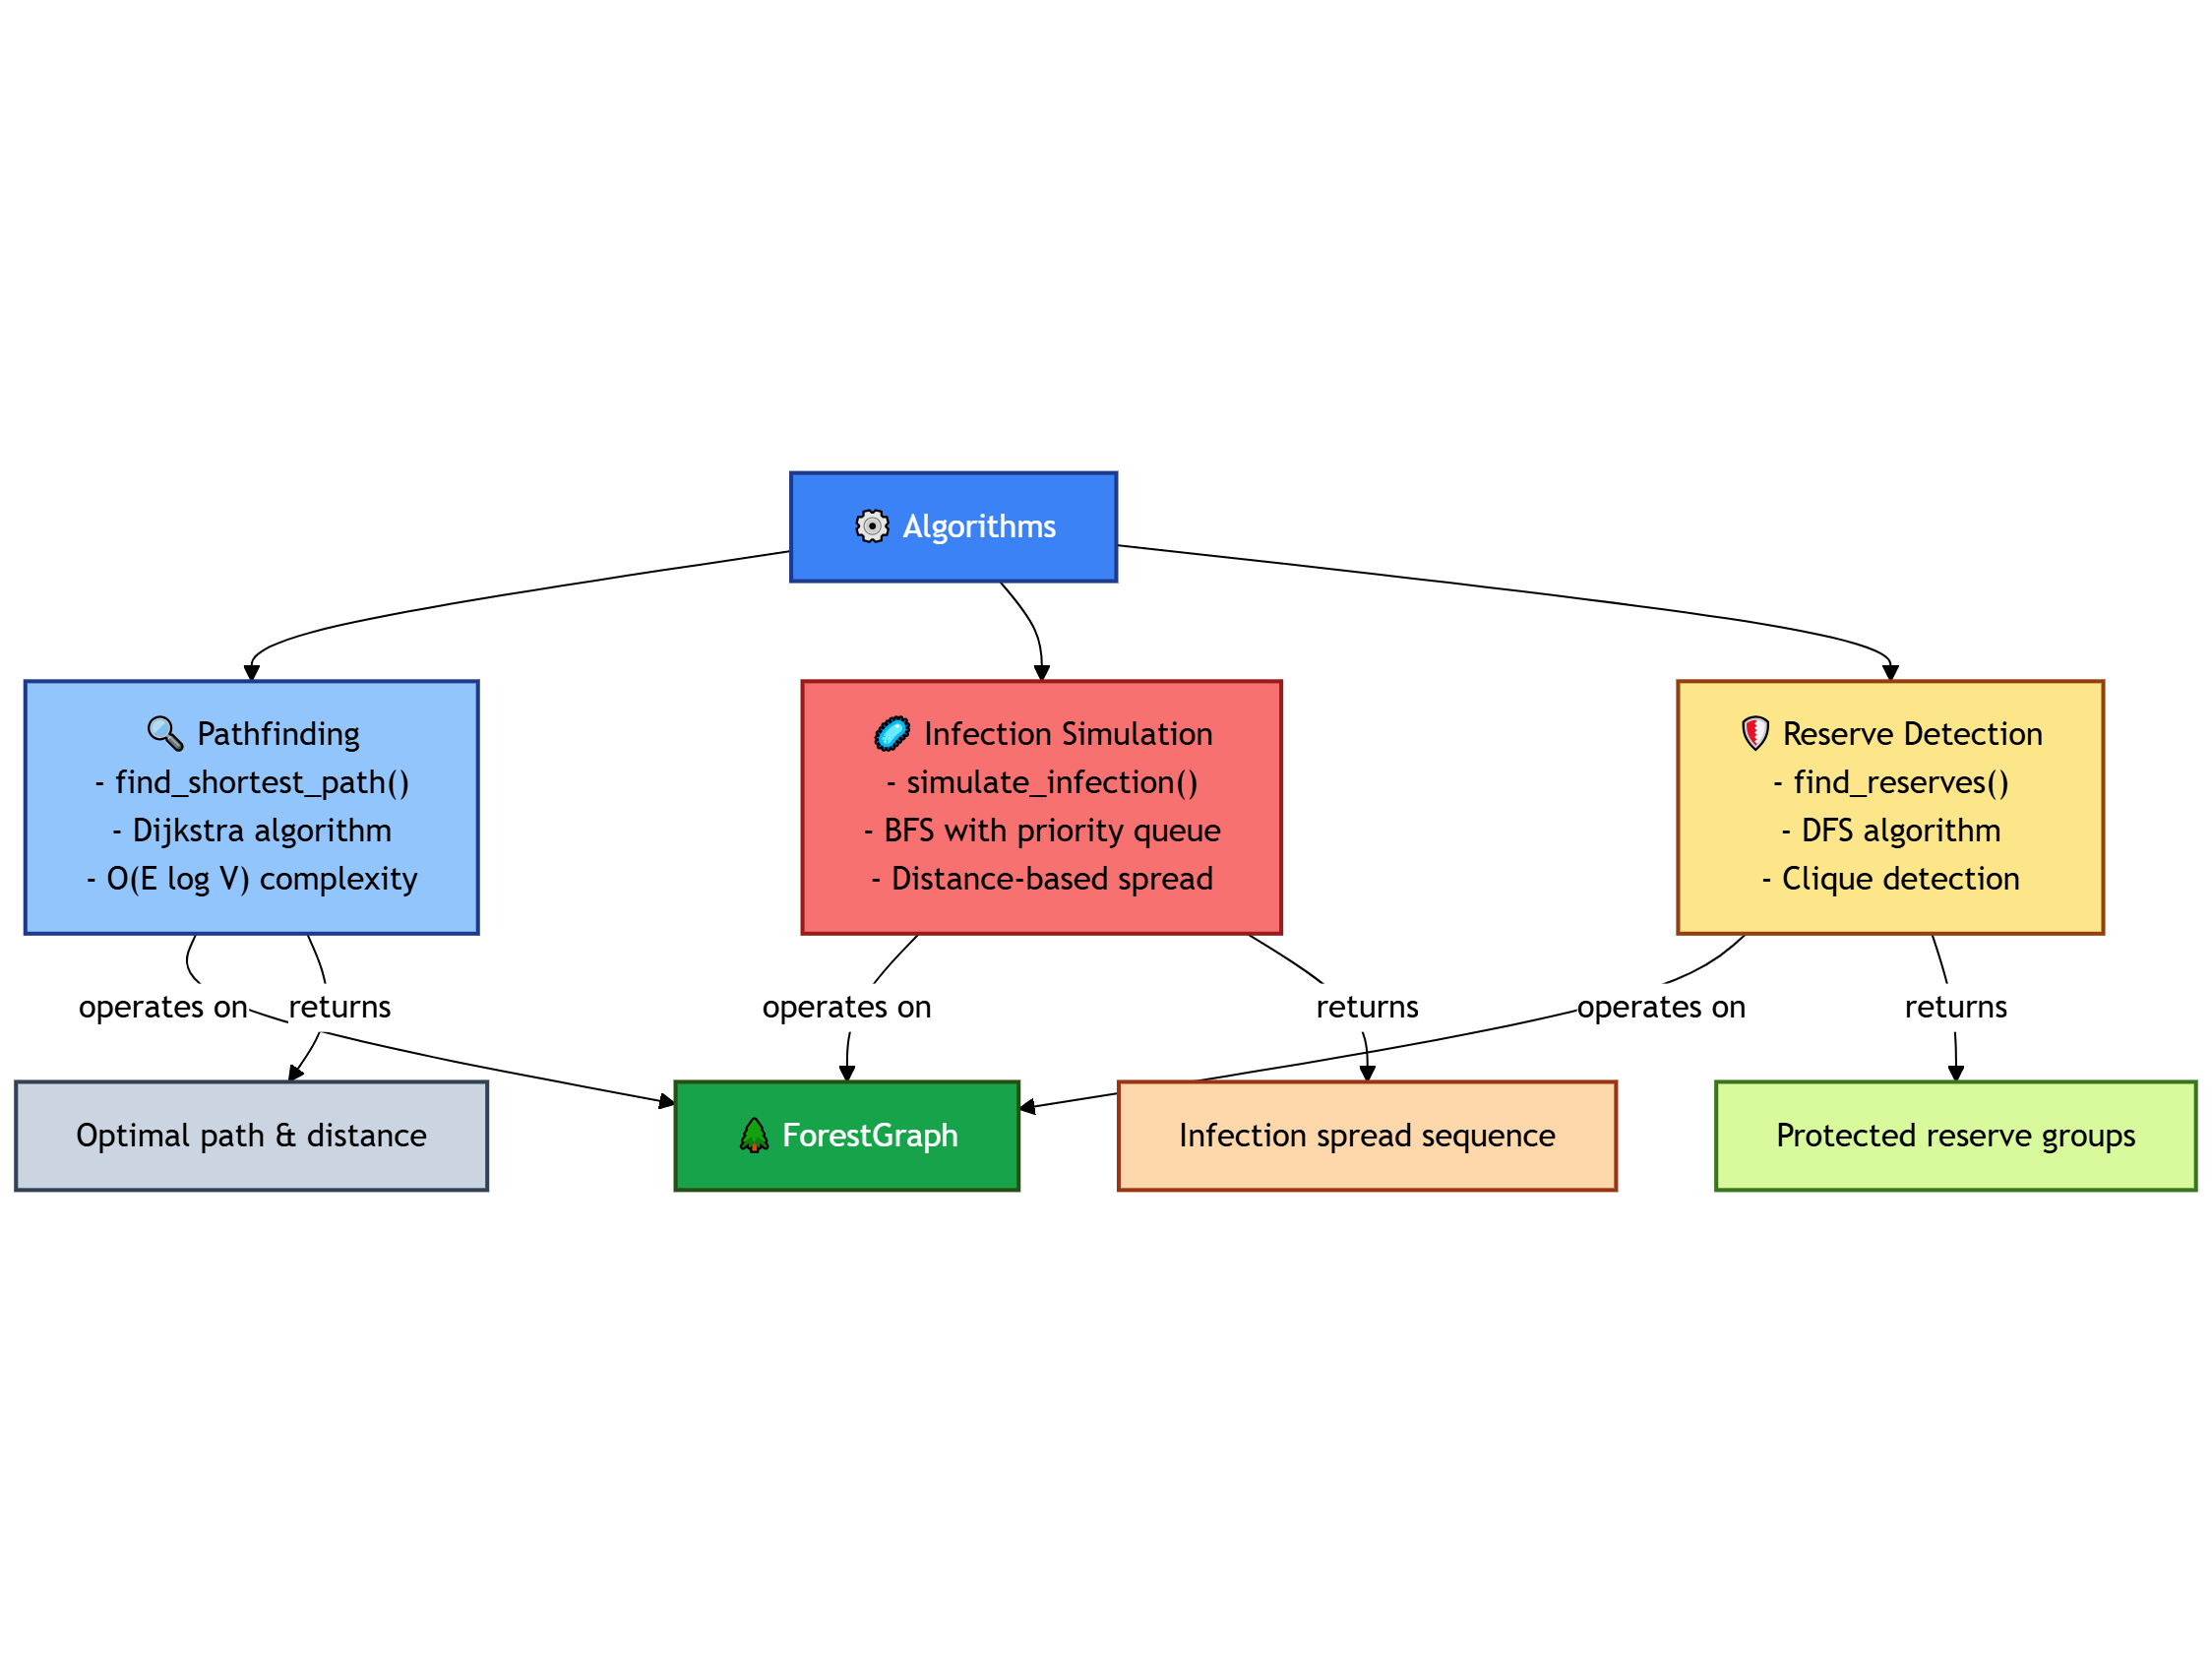 ⚙️ Algorithms
🔍 Pathfinding
- find_shortest_path()
- Dijkstra algorithm
- O(E log V) complexity
🦠 Infection Simulation
- simulate_infection()
- BFS with priority queue
- Distance-based spread
🛡️ Reserve Detection
- find_reserves()
- DFS algorithm
- Clique detection
operates on
returns
operates on
returns
operates on
returns
Optimal path & distance
🌲 ForestGraph
Infection spread sequence
Protected reserve groups